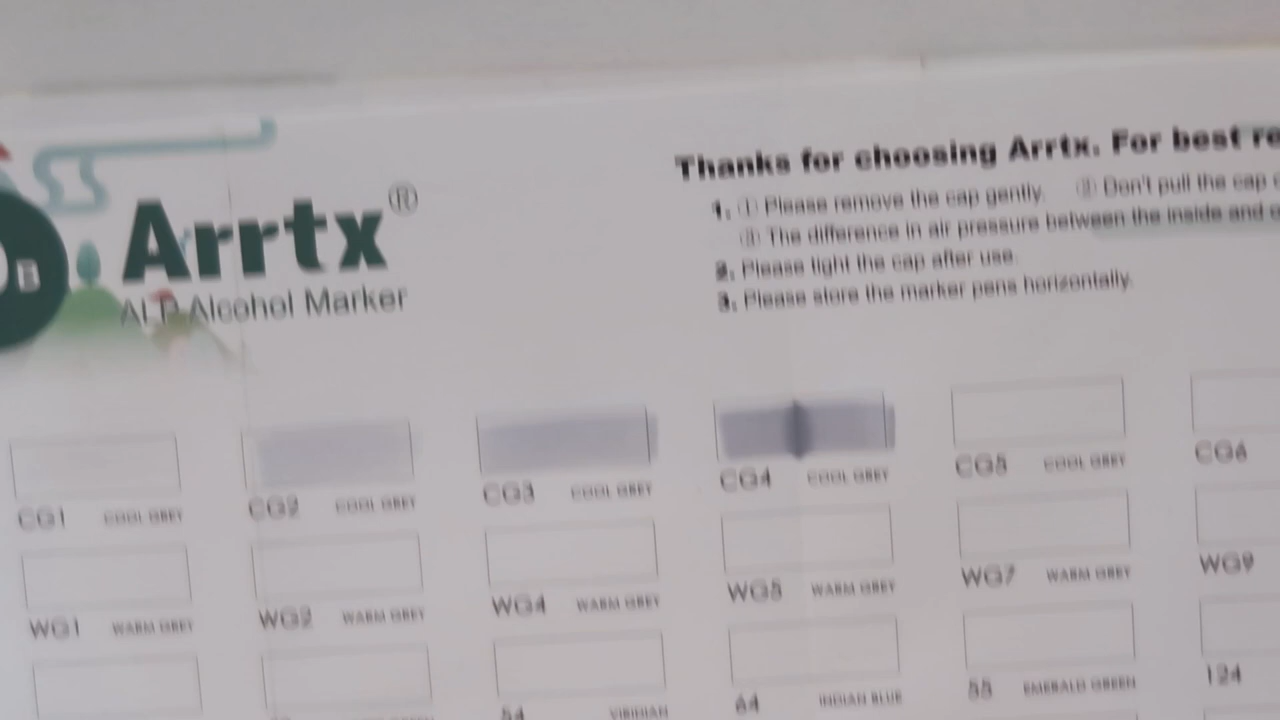 Arrtx®
ALP Alcohol Marker
Thanks for choosing Arrtx. For best re
1. ① Please remove the cap gently. ② Don't pull the cap
③ The difference in air pressure between the inside and
2. Please tight the cap after use.
3. Please store the marker pens horizontally.
CG1 COOL GREY CG2 COOL GREY CG3 COOL GREY CG4 COOL GREY CG5 COOL GREY CG6
WG1 WARM GREY WG2 WARM GREY WG4 WARM GREY WG5 WARM GREY WG7 WARM GREY WG9
54 VIRIDIAN 64 INDIAN BLUE 55 EMERALD GREEN 124